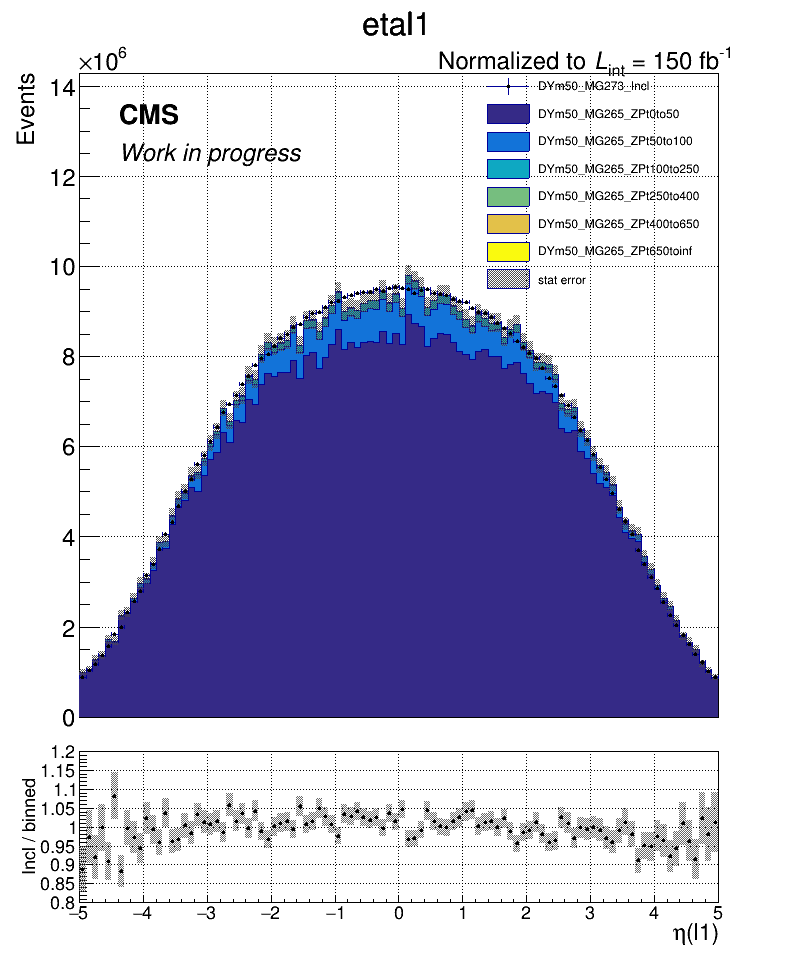 etal1
×10⁶
Normalized to L_int = 150 fb⁻¹
Events
14
12
10
8
6
4
2
0
CMS
Work in progress
DYm50_MG273_Incl
DYm50_MG265_ZPt0to50
DYm50_MG265_ZPt50to100
DYm50_MG265_ZPt100to250
DYm50_MG265_ZPt250to400
DYm50_MG265_ZPt400to650
DYm50_MG265_ZPt650toinf
stat error
Incl / binned
1.2
1.15
1.1
1.05
1
0.95
0.9
0.85
0.8
−5 −4 −3 −2 −1 0 1 2 3 4 5
η(l1)